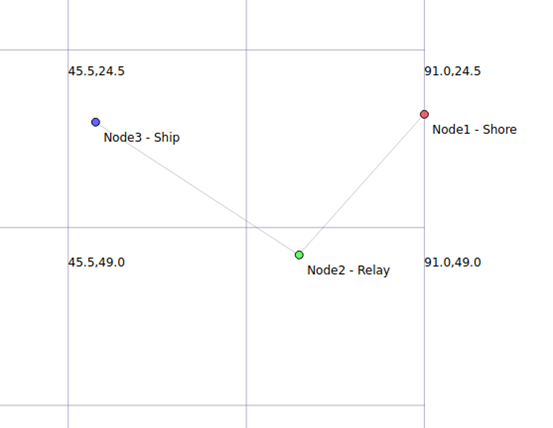 45.5,24.5
91.0,24.5
Node1 - Shore
Node3 - Ship
45.5,49.0
91.0,49.0
Node2 - Relay